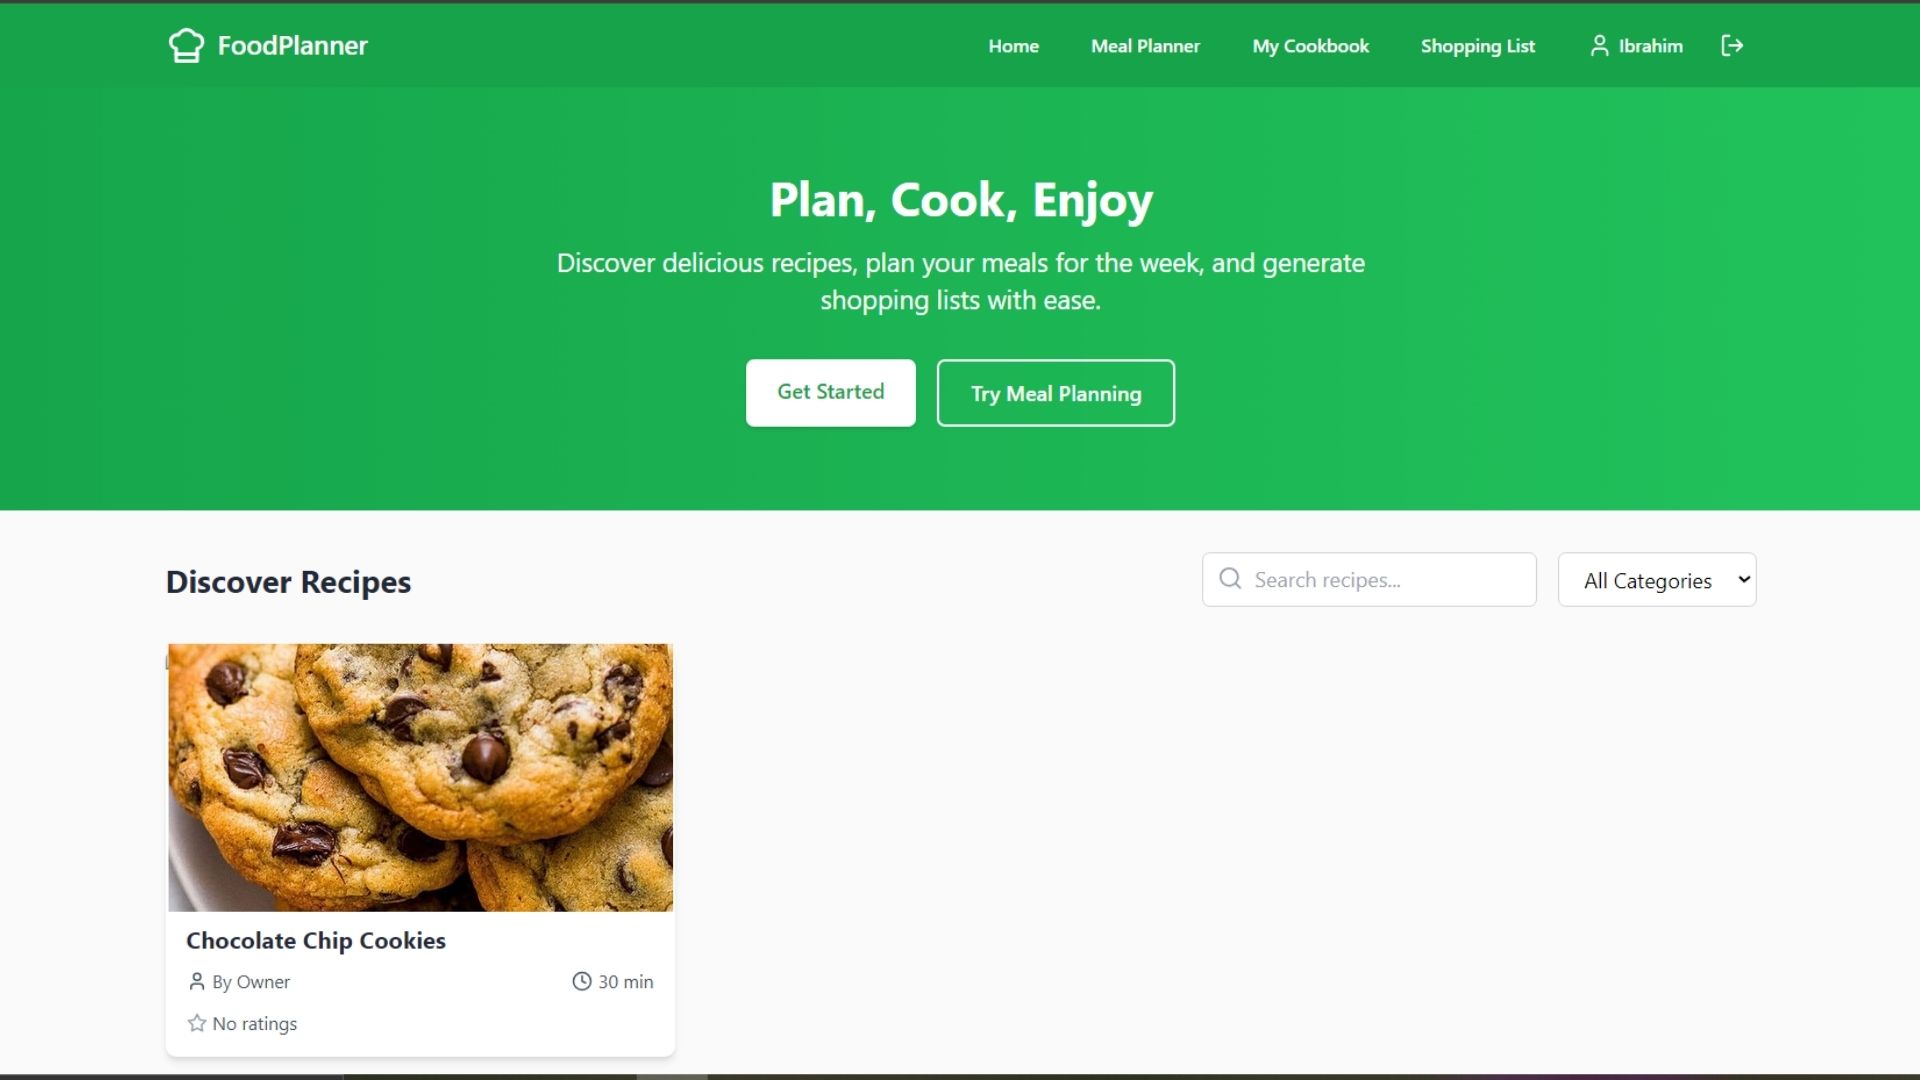 FoodPlanner
Home
Meal Planner
My Cookbook
Shopping List
Ibrahim
Plan, Cook, Enjoy
Discover delicious recipes, plan your meals for the week, and generate
shopping lists with ease.
Get Started
Try Meal Planning
Discover Recipes
Search recipes...
All Categories
Chocolate Chip Cookies
By Owner
30 min
No ratings